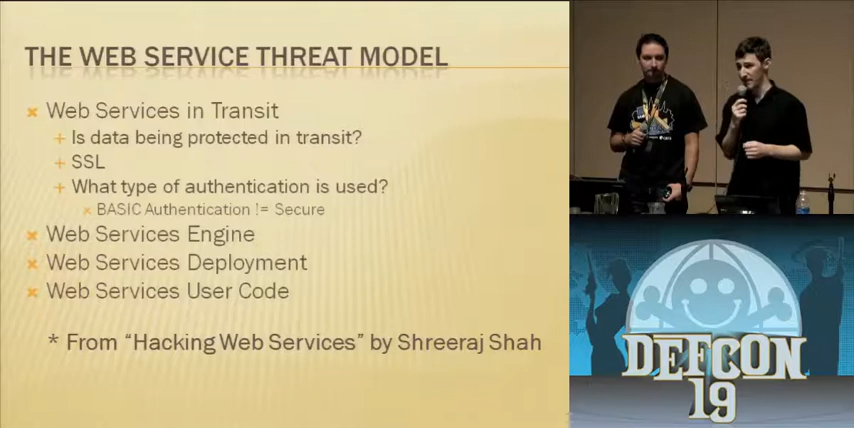 THE WEB SERVICE THREAT MODEL
Web Services in Transit
Is data being protected in transit?
SSL
What type of authentication is used?
BASIC Authentication != Secure
Web Services Engine
Web Services Deployment
Web Services User Code
* From “Hacking Web Services” by Shreeraj Shah
DEFCON
19